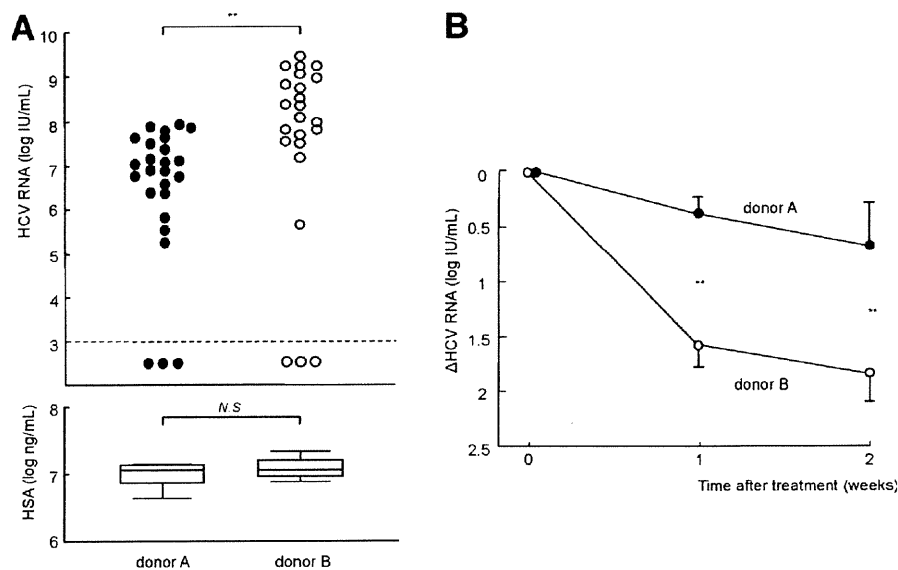 A
**
10
9
8
7
6
5
4
3
HCV RNA (log IU/mL)
N.S
8
7
6
HSA (log ng/mL)
donor A
donor B
B
0
0.5
1
1.5
2
2.5
ΔHCV RNA (log IU/mL)
donor A
**
**
donor B
0
1
2
Time after treatment (weeks)